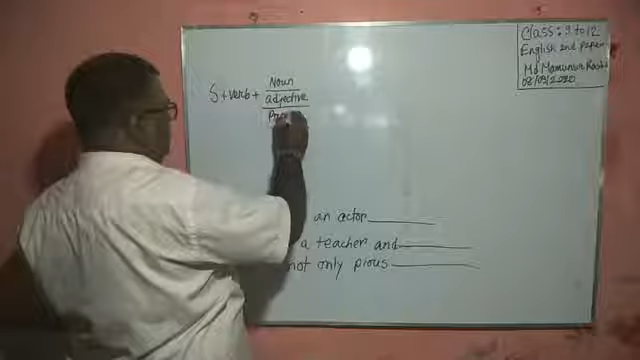 Class: 9 to 12
English 2nd paper
Md Mamunur
08/09/2020
Noun
S + verb + adjective
an actor
a teacher and
not only pious